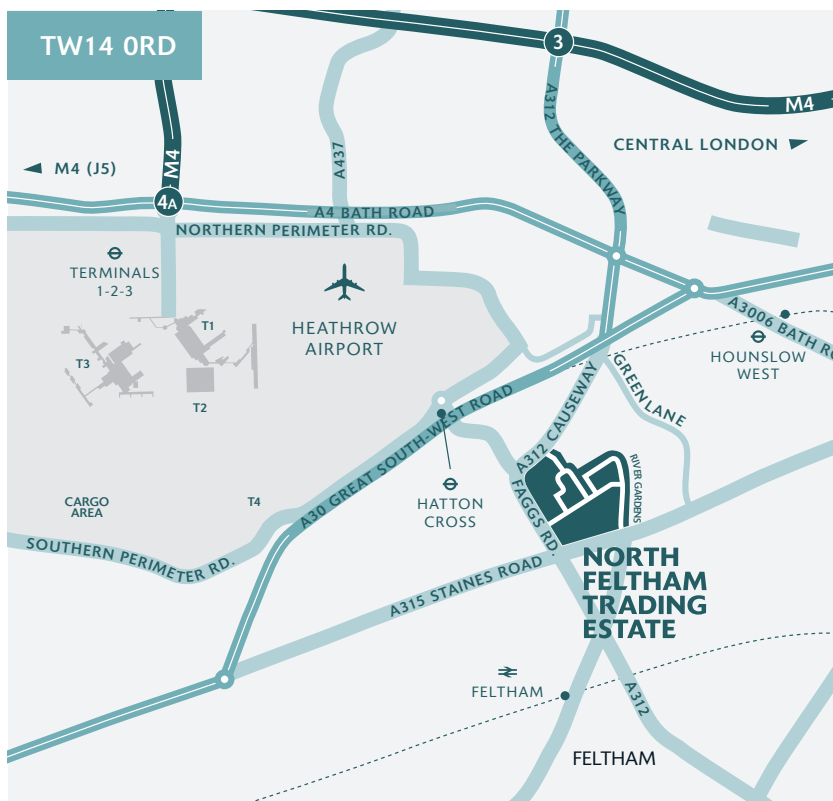 TW14 0RD
3
M4
A312 THE PARKWAY
CENTRAL LONDON
M4
A437
M4 (J5)
4A
A4 BATH ROAD
NORTHERN PERIMETER RD.
TERMINALS
1-2-3
HEATHROW
AIRPORT
T1
T3
T2
A3006 BATH RO
HOUNSLOW
WEST
GREEN LANE
A312 CAUSEWAY
A30 GREAT SOUTH-WEST ROAD
RIVER GARDENS
FAGGS RD.
HATTON
CROSS
CARGO
AREA
T4
SOUTHERN PERIMETER RD.
NORTH
FELTHAM
TRADING
ESTATE
A315 STAINES ROAD
FELTHAM
A312
FELTHAM